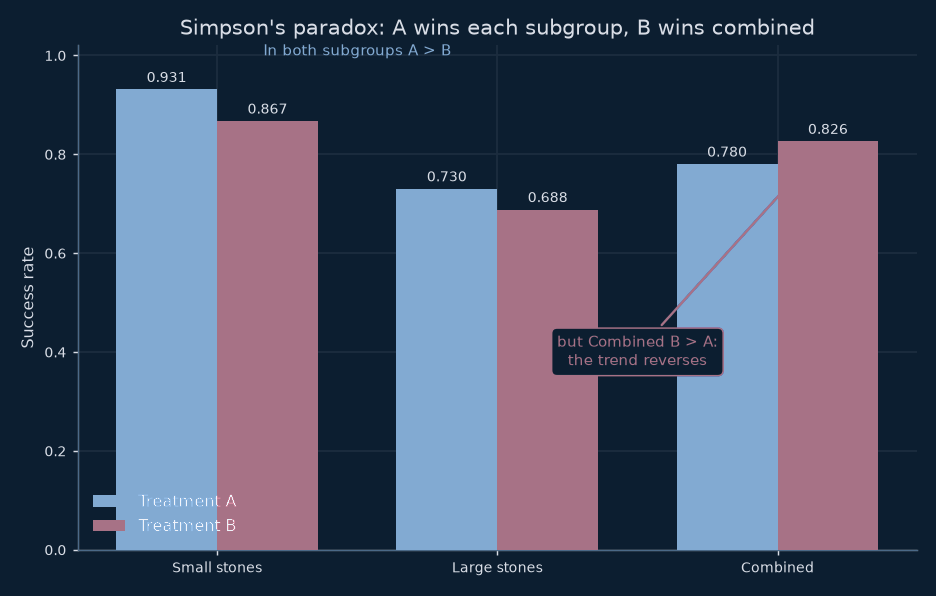 Simpson's paradox: A wins each subgroup, B wins combined
In both subgroups A > B
1.0
0.8
0.6
0.4
0.2
0.0
Success rate
0.931
0.867
0.730
0.688
0.780
0.826
but Combined B > A:
the trend reverses
Treatment A
Treatment B
Small stones
Large stones
Combined